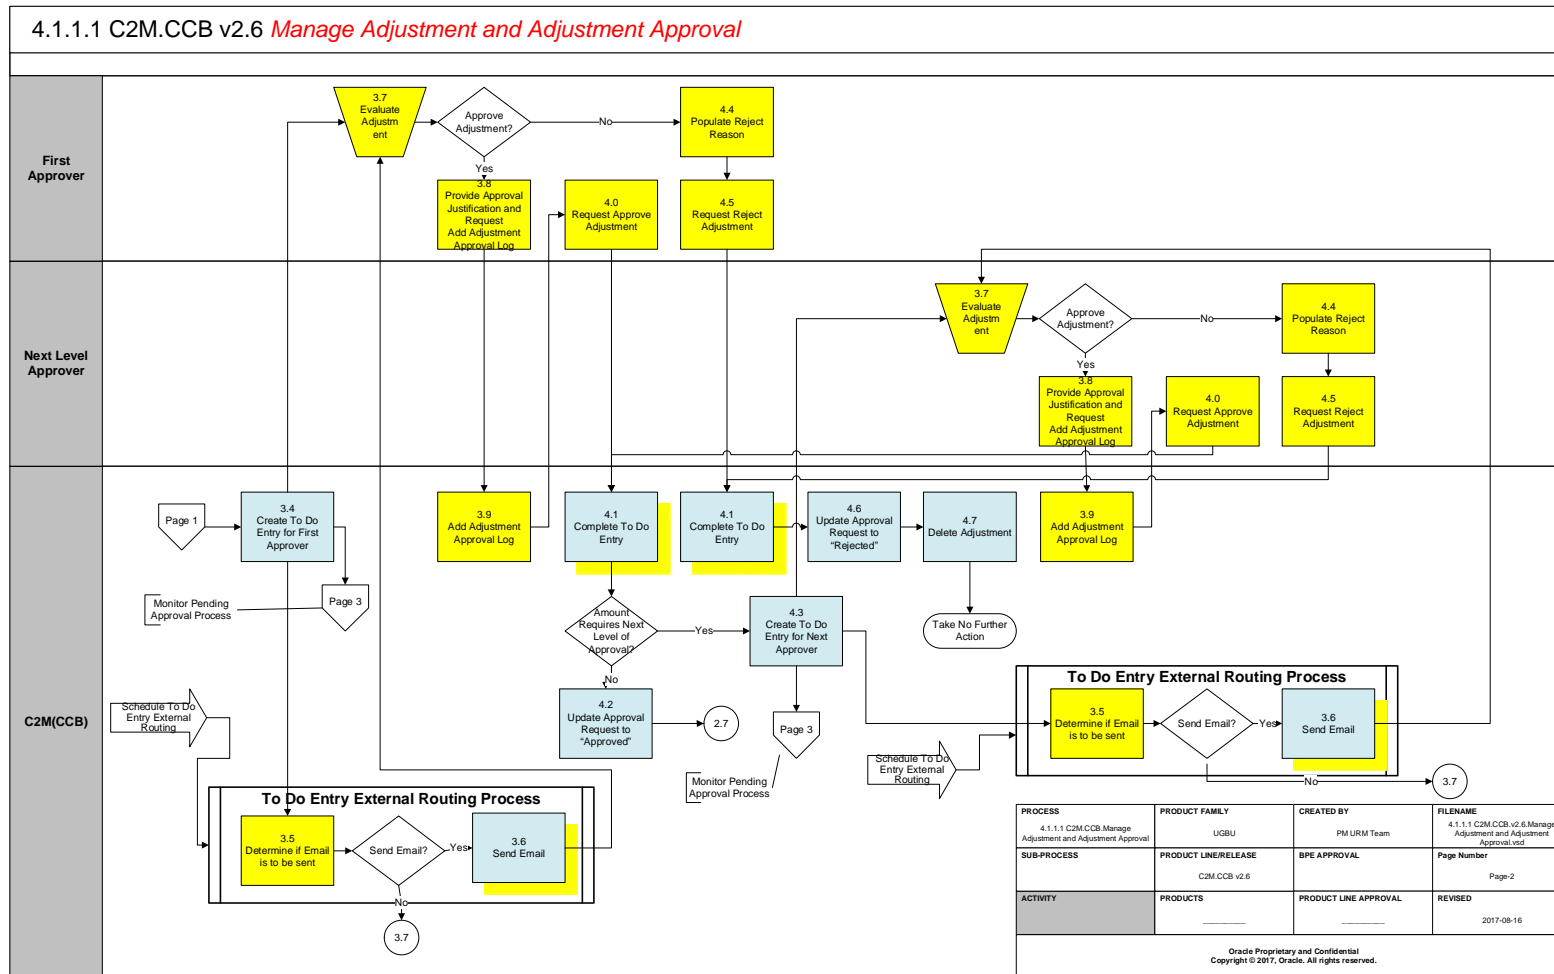 4.1.1.1 C2M.CCB v2.6 Manage Adjustment and Adjustment Approval
First
Approver
3.7
Evaluate
Adjustm
ent
Approve
Adjustment?
No
4.4
Populate Reject
Reason
Yes
3.8
Provide Approval
Justification and
Request
Add Adjustment
Approval Log
4.0
Request Approve
Adjustment
4.5
Request Reject
Adjustment
Next Level
Approver
3.7
Evaluate
Adjustm
ent
Approve
Adjustment?
No
4.4
Populate Reject
Reason
Yes
3.8
Provide Approval
Justification and
Request
Add Adjustment
Approval Log
4.0
Request Approve
Adjustment
4.5
Request Reject
Adjustment
C2M(CCB)
Page 1
3.4
Create To Do
Entry for First
Approver
3.9
Add Adjustment
Approval Log
4.1
Complete To Do
Entry
4.1
Complete To Do
Entry
4.6
Update Approval
Request to
“Rejected”
4.7
Delete Adjustment
3.9
Add Adjustment
Approval Log
Monitor Pending
Approval Process
Page 3
Amount
Requires Next
Level of
Approval?
Yes
4.3
Create To Do
Entry for Next
Approver
Take No Further
Action
No
4.2
Update Approval
Request to
“Approved”
2.7
Page 3
Monitor Pending
Approval Process
Schedule To Do
Entry External
Routing
To Do Entry External Routing Process
3.5
Determine if Email
is to be sent
Send Email?
Yes
3.6
Send Email
No
3.7
Schedule To Do
Entry External
Routing
To Do Entry External Routing Process
3.5
Determine if Email
is to be sent
Send Email?
Yes
3.6
Send Email
No
3.7
PROCESS
4.1.1.1 C2M.CCB.Manage
Adjustment and Adjustment Approval
PRODUCT FAMILY
UGBU
CREATED BY
PM URM Team
FILENAME
4.1.1.1 C2M.CCB.v2.6.Manage
Adjustment and Adjustment
Approval.vsd
SUB-PROCESS
PRODUCT LINE/RELEASE
C2M.CCB v2.6
BPE APPROVAL
Page Number
Page-2
ACTIVITY
PRODUCTS
PRODUCT LINE APPROVAL
REVISED
2017-08-16
Oracle Proprietary and Confidential
Copyright © 2017, Oracle. All rights reserved.